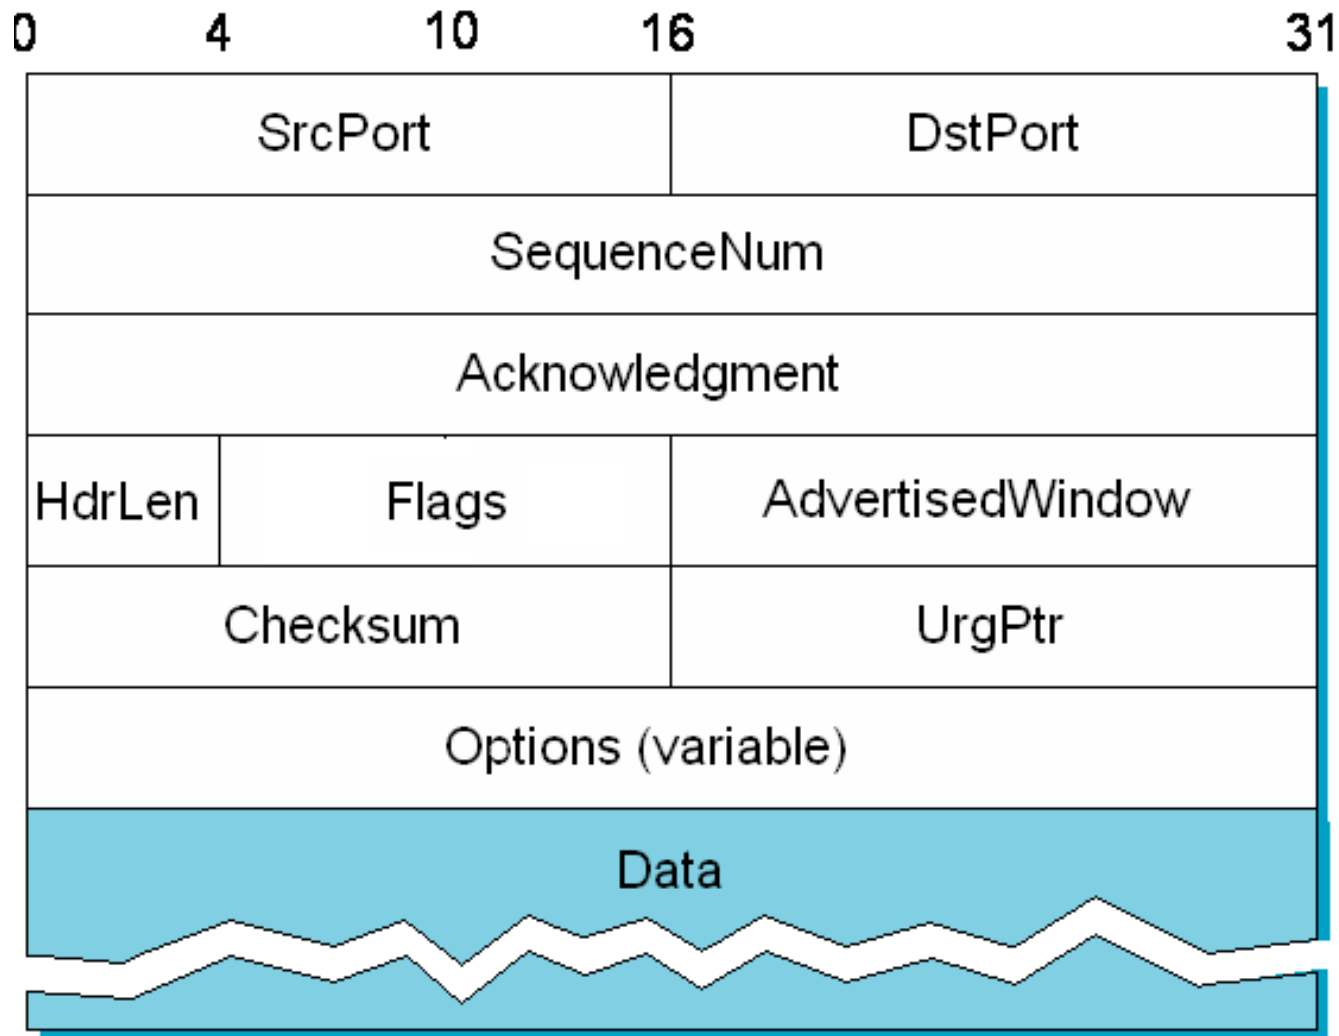 0 4 10 16 31
SrcPort DstPort
SequenceNum
Acknowledgment
HdrLen Flags AdvertisedWindow
Checksum UrgPtr
Options (variable)
Data